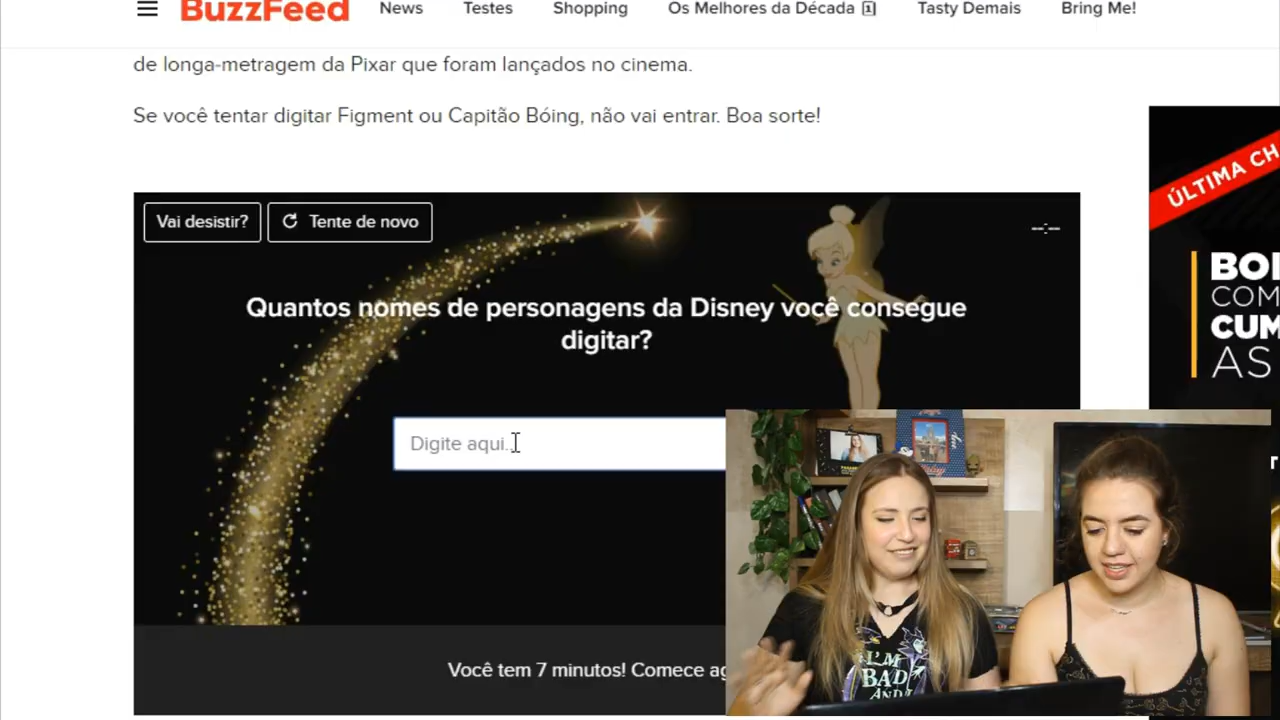 BuzzFeed News Testes Shopping Os Melhores da Década Tasty Demais Bring Me!
de longa-metragem da Pixar que foram lançados no cinema.
Se você tentar digitar Figment ou Capitão Bóing, não vai entrar. Boa sorte!
Vai desistir? Tente de novo --:--
ÚLTIMA CH
Quantos nomes de personagens da Disney você consegue
digitar?
BO
COM
CUM
AS
Digite aqui.
I'M
BAD
AND
Você tem 7 minutos! Comece ag